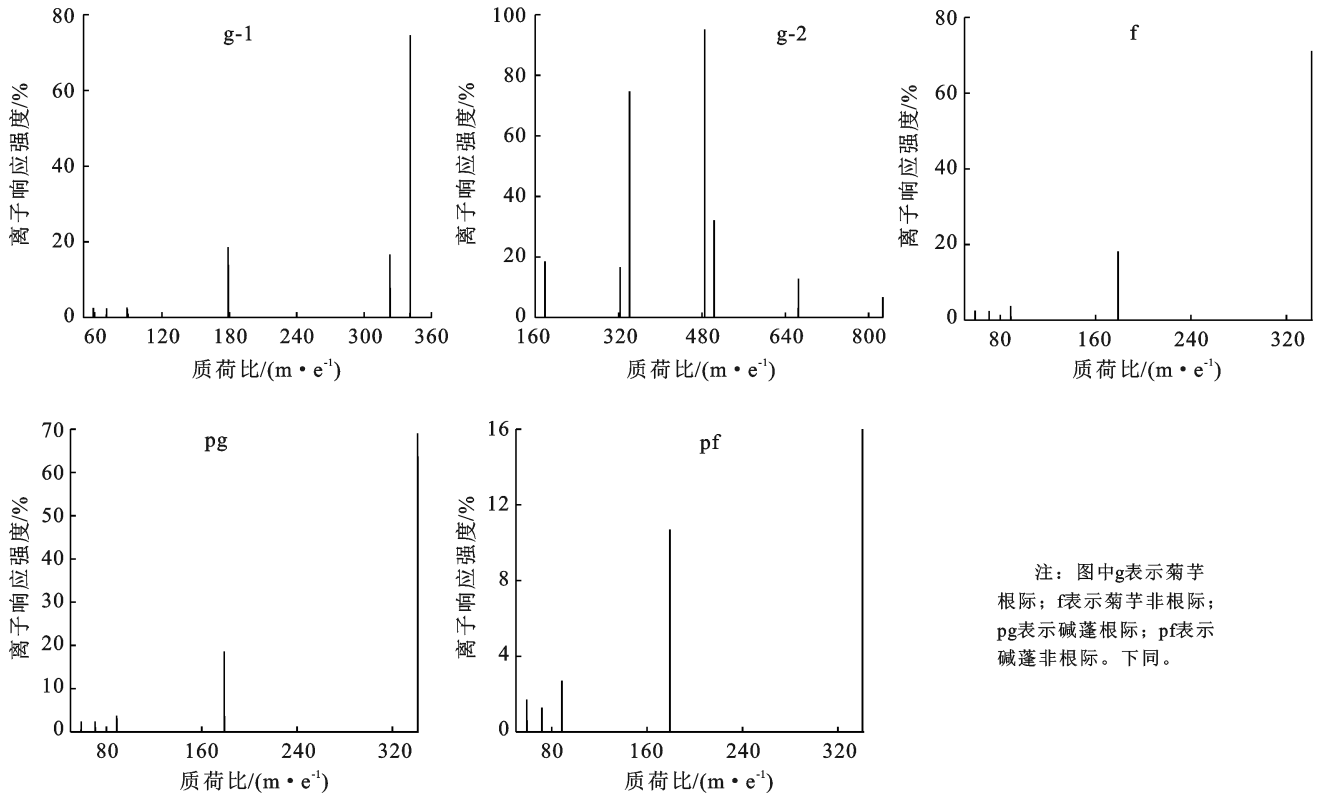 g-1
离子响应强度/%
80
60
40
20
0
60
120
180
240
300
360
质荷比/(m·e⁻¹)
g-2
离子响应强度/%
100
80
60
40
20
0
160
320
480
640
800
质荷比/(m·e⁻¹)
f
离子响应强度/%
80
60
40
20
0
80
160
240
320
质荷比/(m·e⁻¹)
pg
离子响应强度/%
70
60
50
40
30
20
10
0
80
160
240
320
质荷比/(m·e⁻¹)
pf
离子响应强度/%
16
12
8
4
0
80
160
240
320
质荷比/(m·e⁻¹)
注：图中g表示菊芋
根际；f表示菊芋非根际；
pg表示碱蓬根际；pf表示
碱蓬非根际。下同。